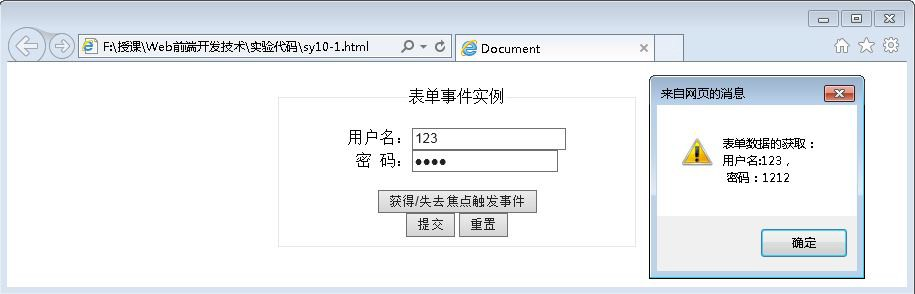 F:\授课\Web前端开发技术\实验代码\sy10-1.html
Document
表单事件实例
用户名：123
密 码：••••
获得/失去焦点触发事件
提交 重置
来自网页的消息
表单数据的获取：
用户名:123，
密码：1212
确定